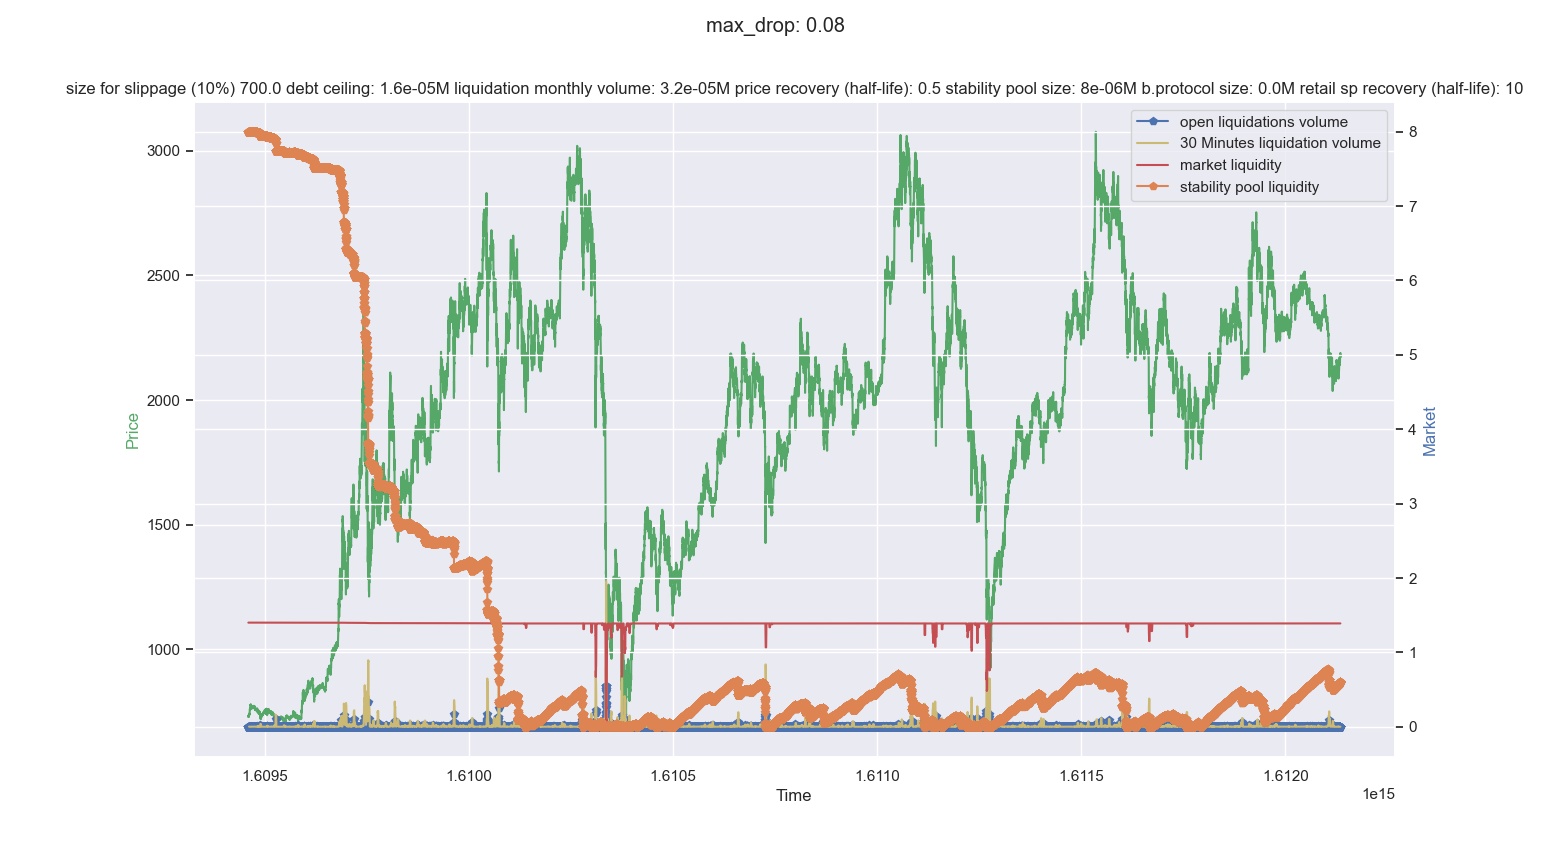 max_drop: 0.08
size for slippage (10%) 700.0 debt ceiling: 1.6e-05M liquidation monthly volume: 3.2e-05M price recovery (half-life): 0.5 stability pool size: 8e-06M b.protocol size: 0.0M retail sp recovery (half-life): 10
open liquidations volume
30 Minutes liquidation volume
market liquidity
stability pool liquidity
3000
2500
2000
1500
1000
Price
8
7
6
5
4
3
2
1
0
Market
1.6095 1.6100 1.6105 1.6110 1.6115 1.6120
1e15
Time